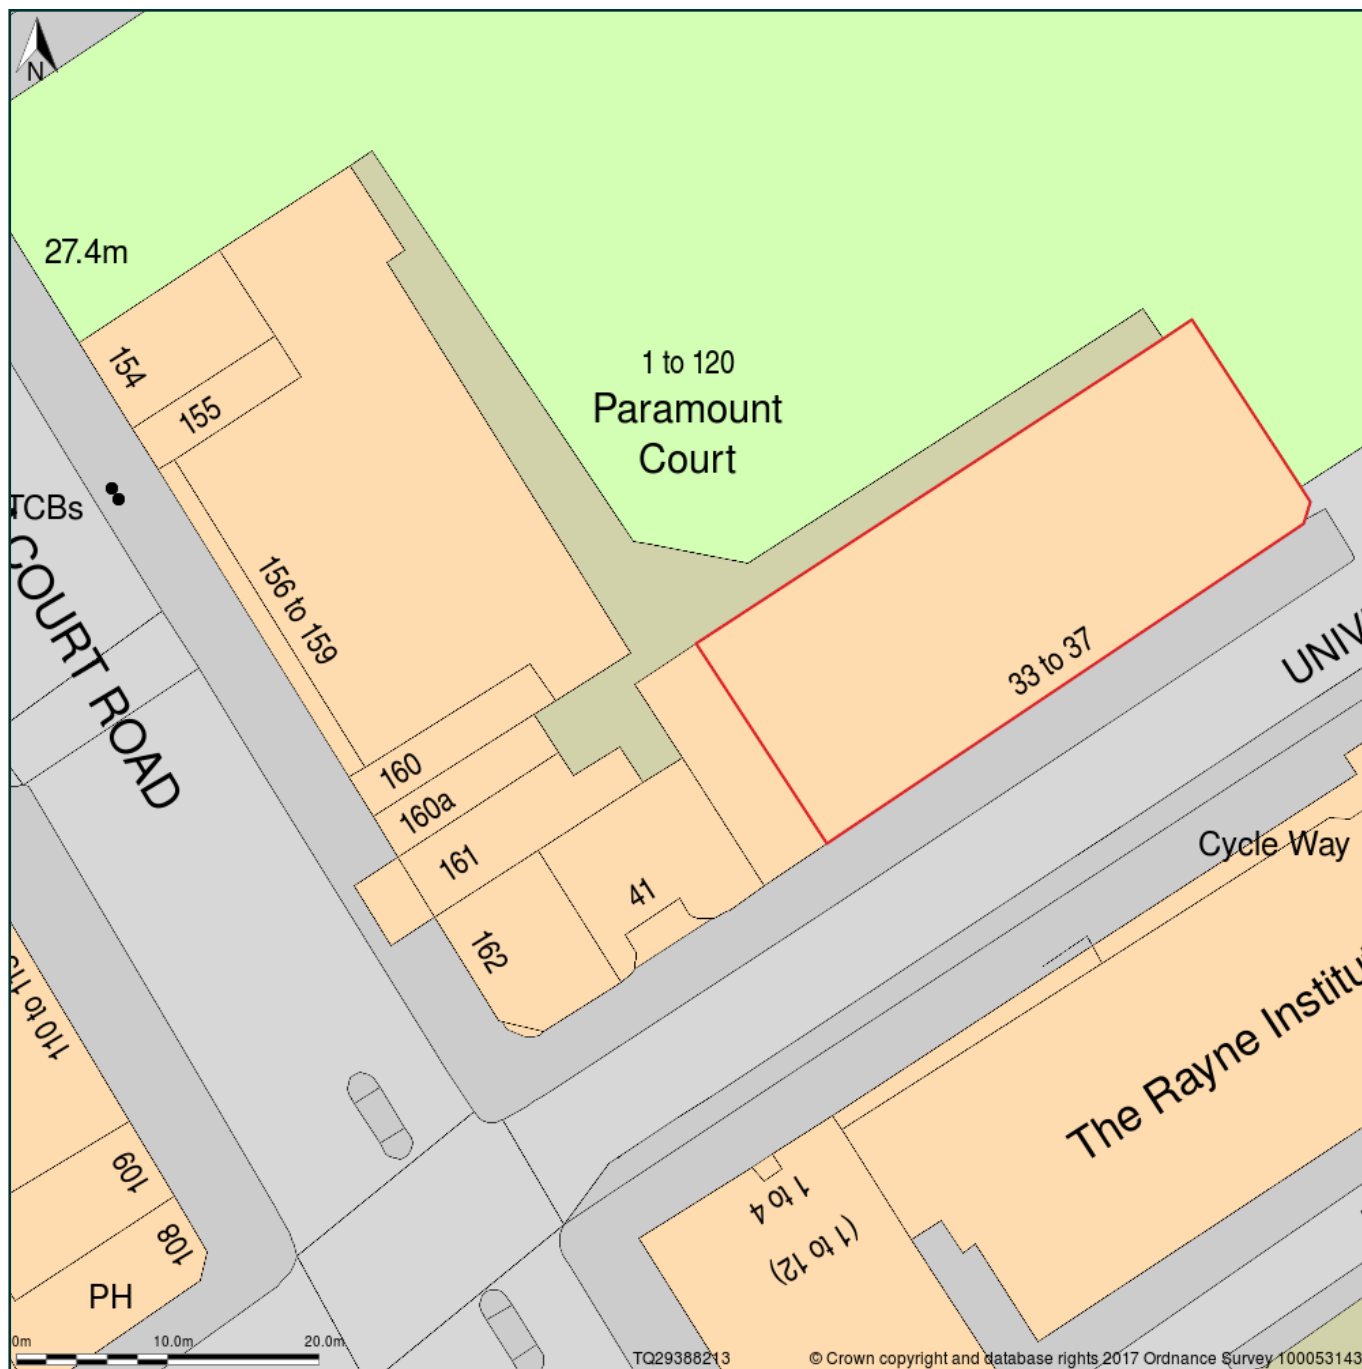 N
27.4m
1 to 120
Paramount
Court
154
155
TCBs
COURT ROAD
156 to 159
33 to 37
UNIV
160
160a
161
41
162
Cycle Way
The Rayne Institu
110 to
109
108
PH
1 to 4
(1 to 12)
0m 10.0m 20.0m
TQ29388213
© Crown copyright and database rights 2017 Ordnance Survey 100053143